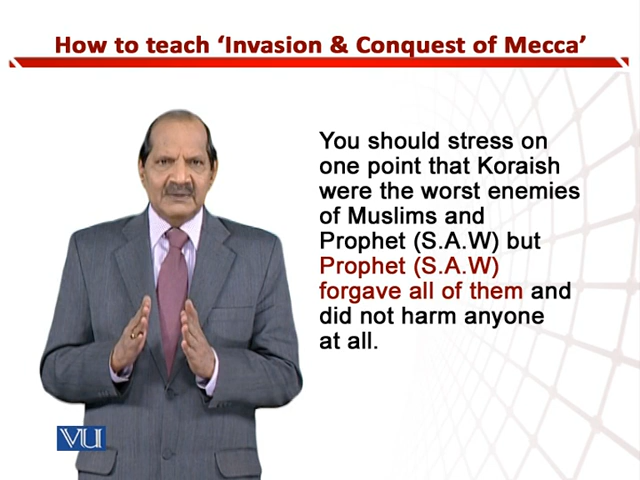 How to teach ‘Invasion & Conquest of Mecca’
You should stress on
one point that Koraish
were the worst enemies
of Muslims and
Prophet (S.A.W) but
Prophet (S.A.W)
forgave all of them and
did not harm anyone
at all.
VU